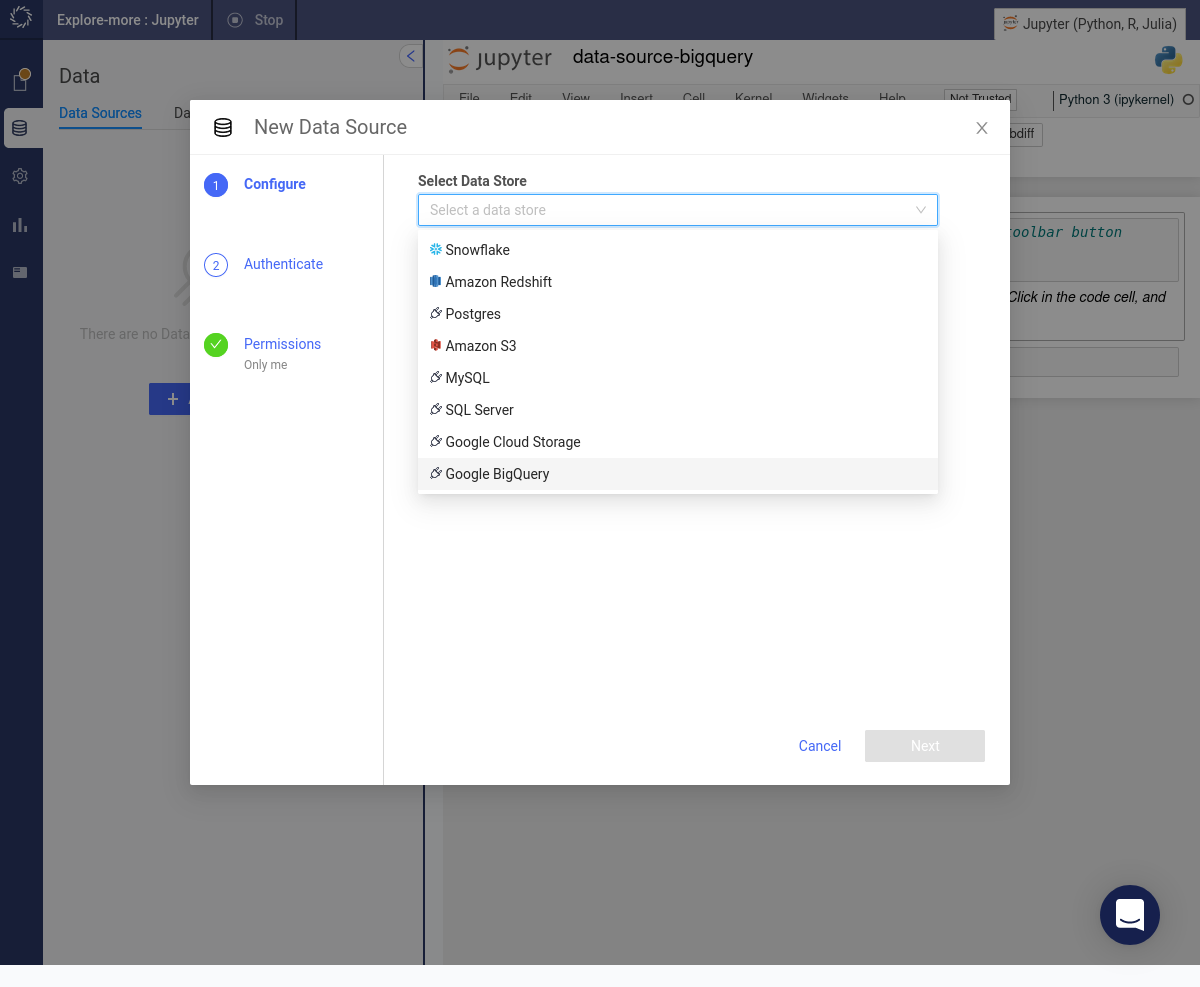 Explore-more : Jupyter
Stop
Jupyter (Python, R, Julia)
Data
Data Sources
jupyter
data-source-bigquery
File Edit View Insert Cell Kernel Widgets Help
Not Trusted
Python 3 (ipykernel)
New Data Source
1
Configure
2
Authenticate
Permissions
Only me
Select Data Store
Select a data store
Snowflake
Amazon Redshift
Postgres
Amazon S3
MySQL
SQL Server
Google Cloud Storage
Google BigQuery
Cancel
Next
There are no Data
bdiff
toolbar button
Click in the code cell, and